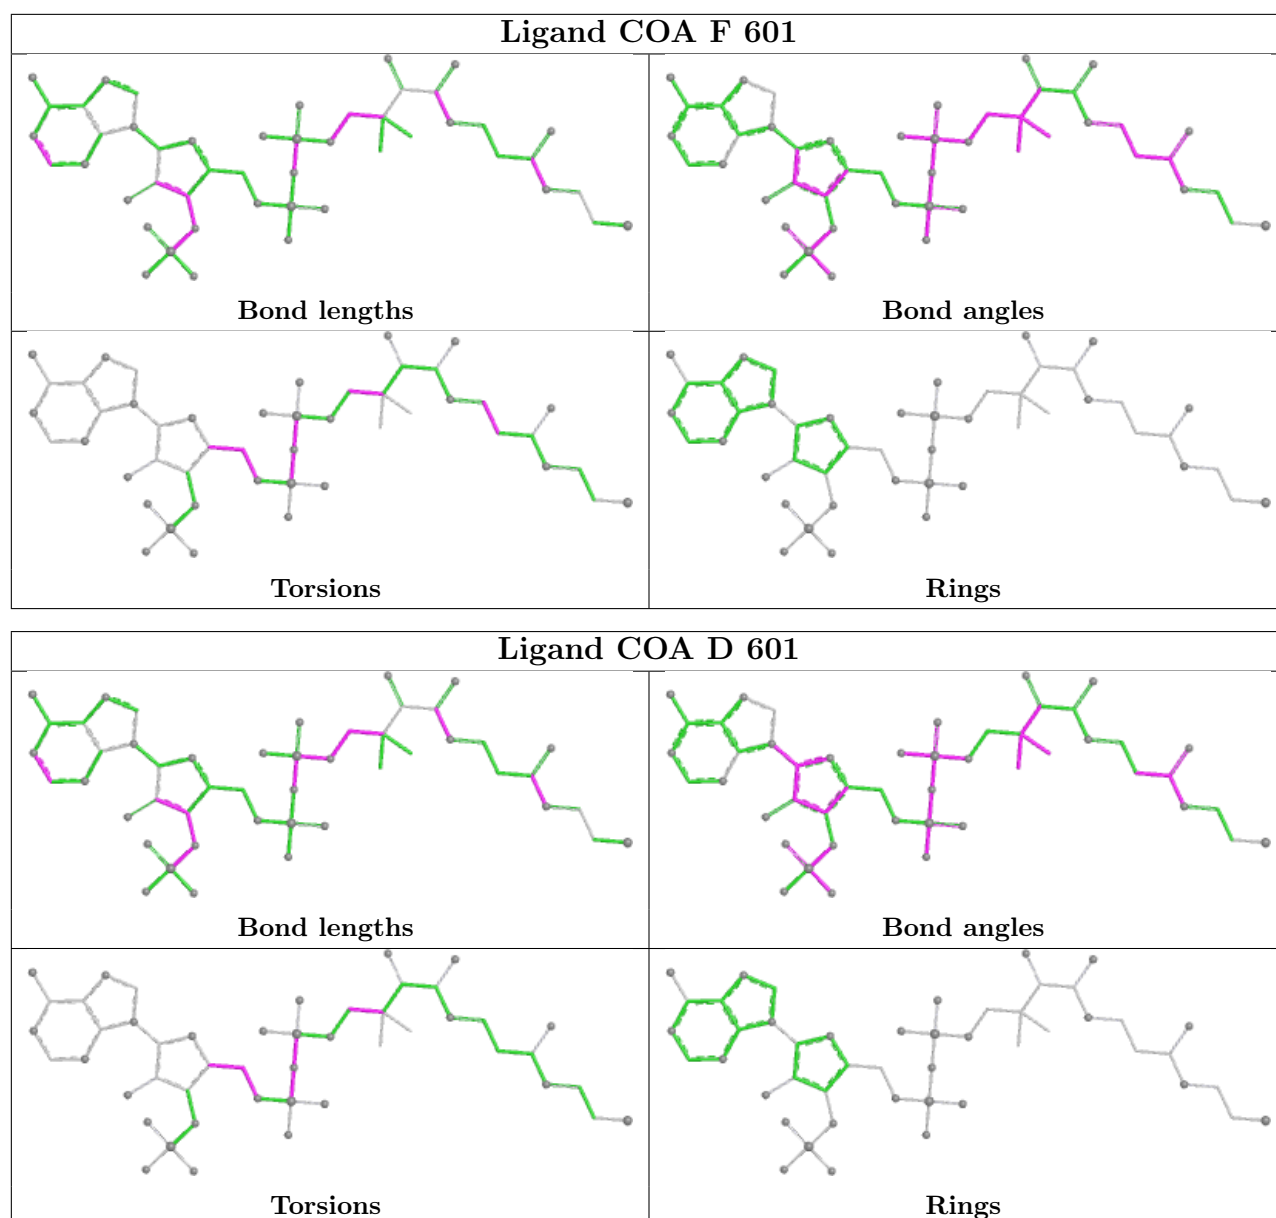 Ligand COA F 601
Bond lengths
Bond angles
Torsions
Rings
Ligand COA D 601
Bond lengths
Bond angles
Torsions
Rings